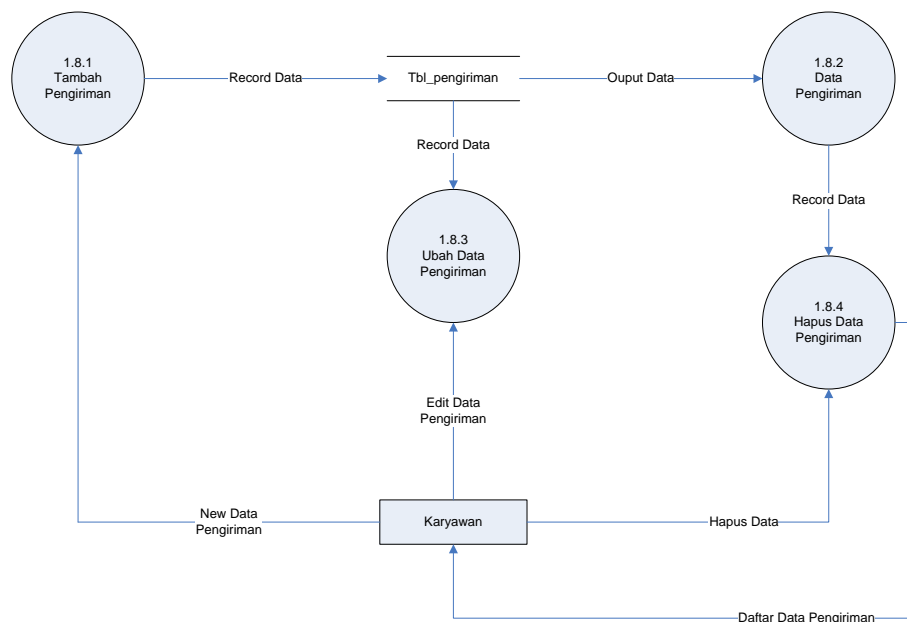 1.8.1
Tambah
Pengiriman
Record Data
Tbl_pengiriman
Ouput Data
1.8.2
Data
Pengiriman
Record Data
Record Data
1.8.3
Ubah Data
Pengiriman
1.8.4
Hapus Data
Pengiriman
Edit Data
Pengiriman
New Data
Pengiriman
Karyawan
Hapus Data
Daftar Data Pengiriman